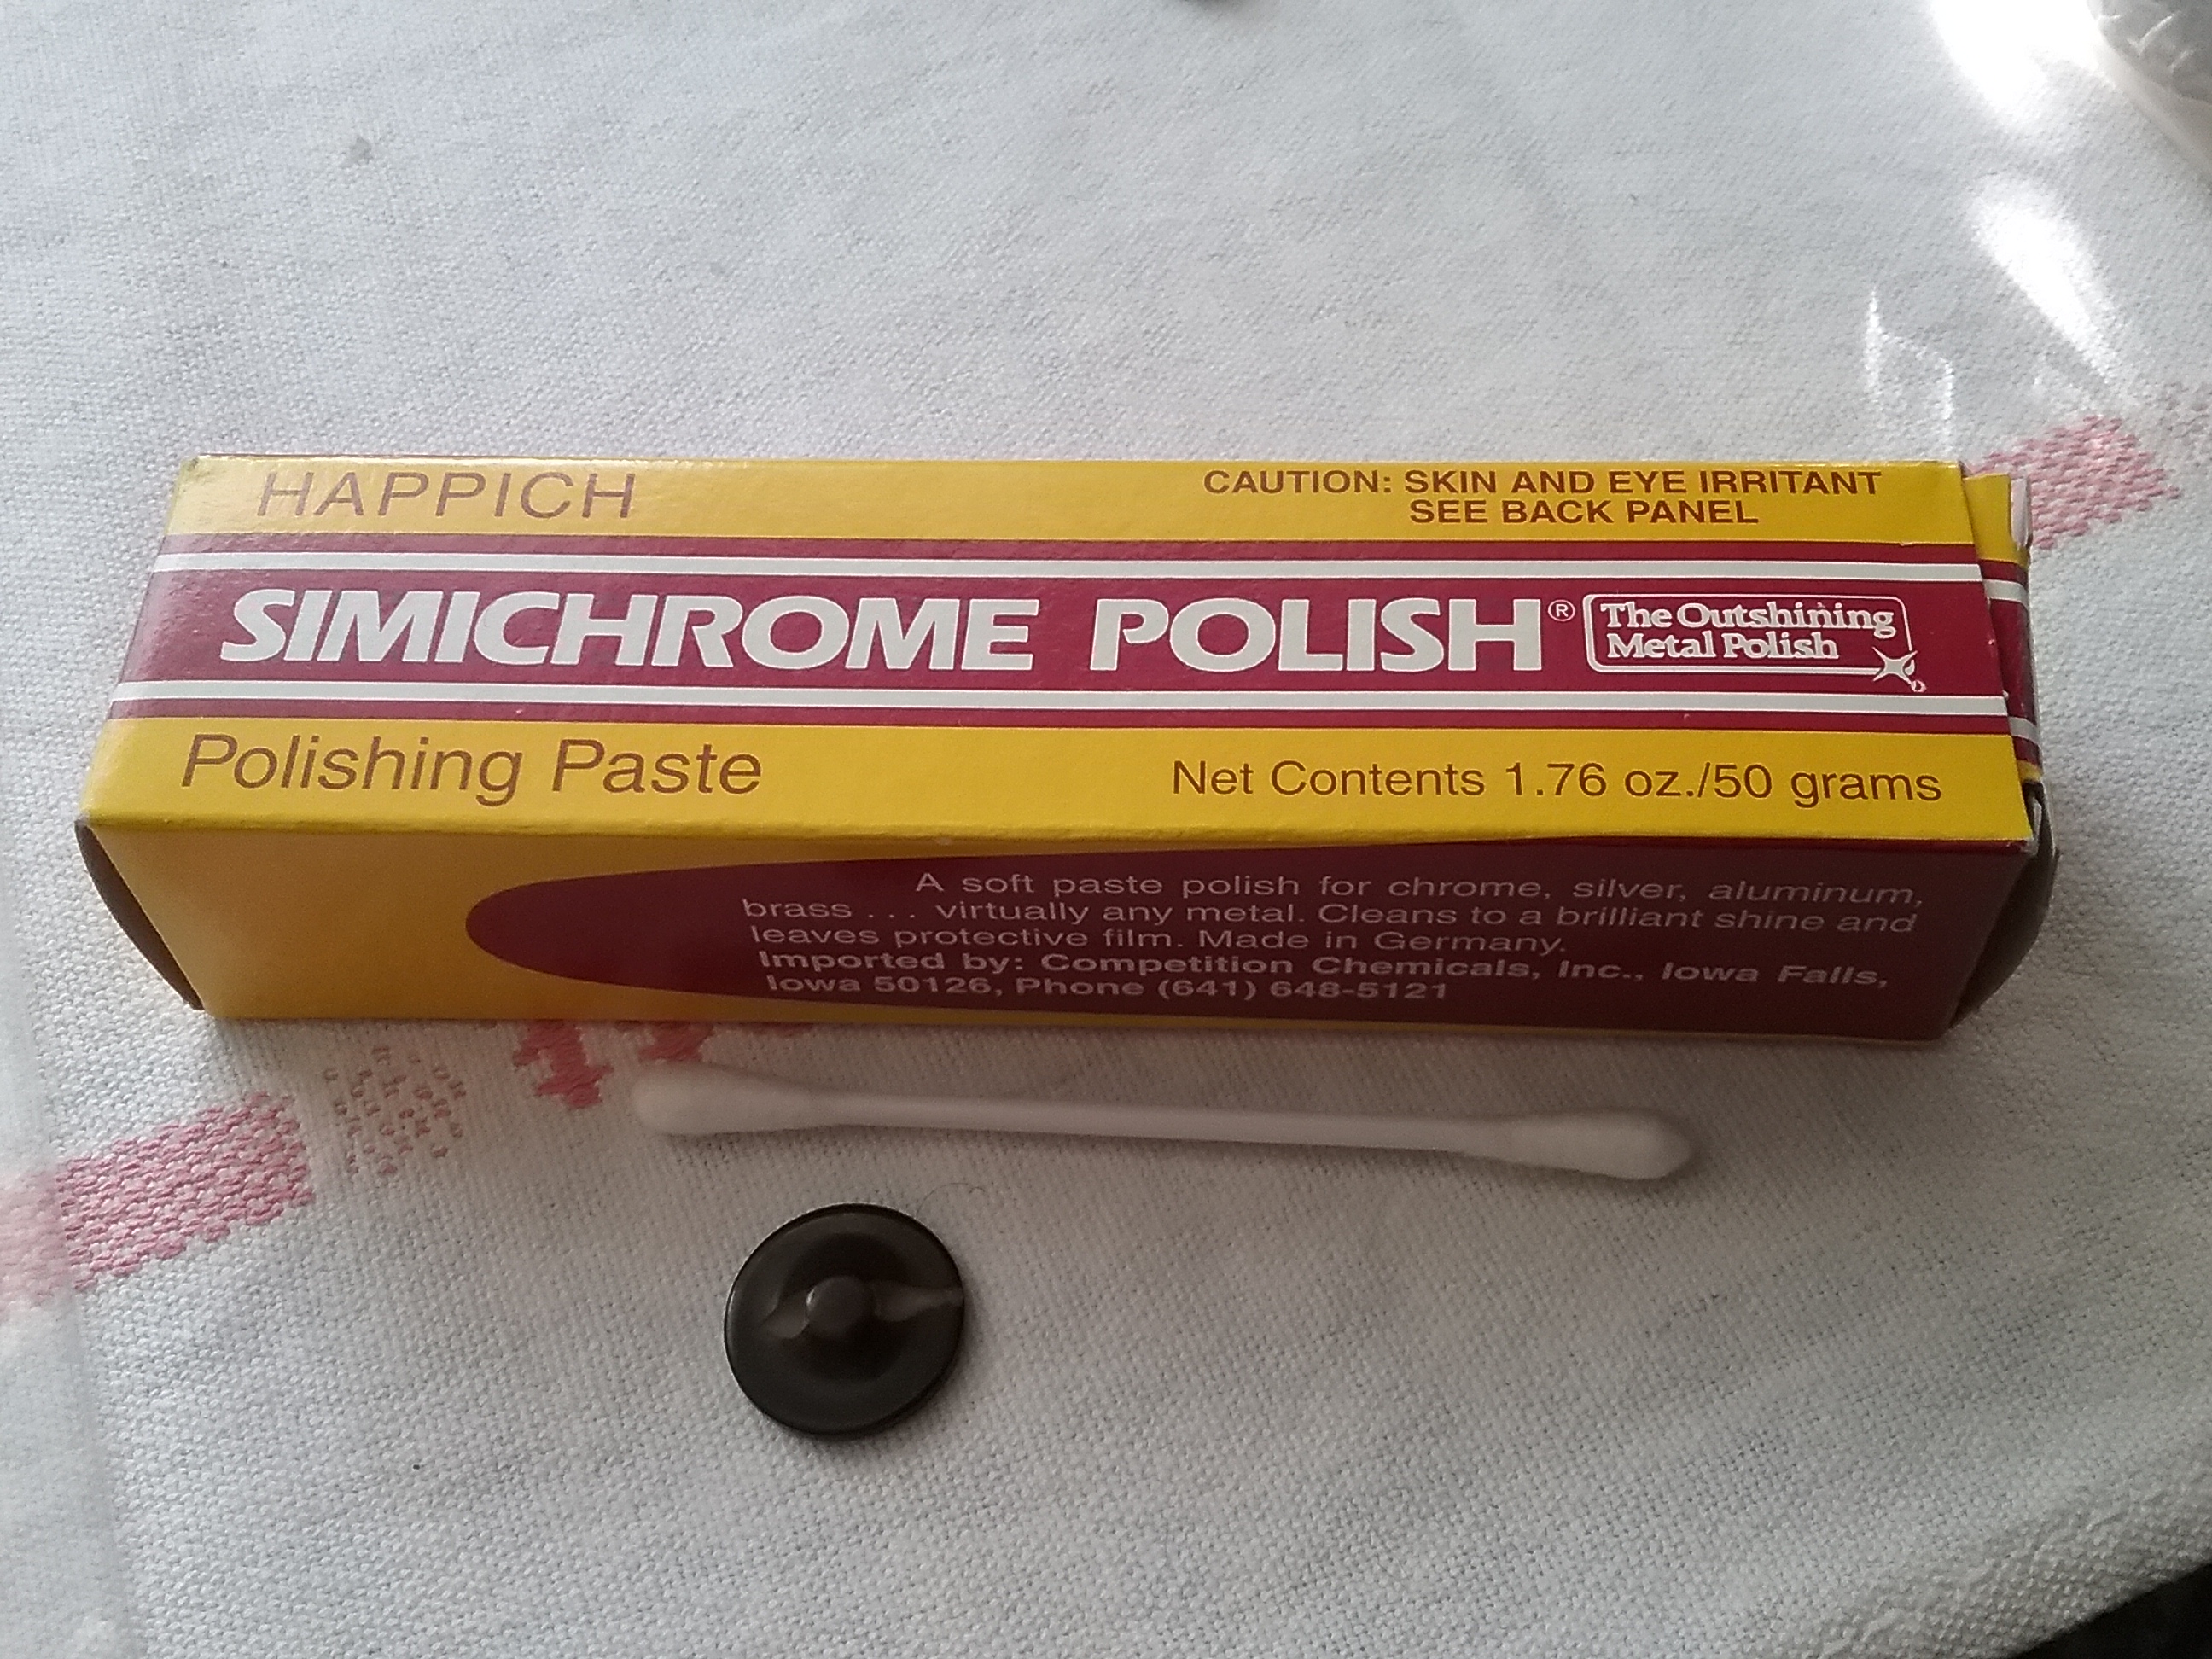 HAPPICH
CAUTION: SKIN AND EYE IRRITANT
SEE BACK PANEL
SIMICHROME POLISH®
The Outshining
Metal Polish
Polishing Paste
Net Contents 1.76 oz./50 grams
A soft paste polish for chrome, silver, aluminum,
brass . . . virtually any metal. Cleans to a brilliant shine and
leaves protective film. Made in Germany.
Imported by: Competition Chemicals, Inc., Iowa Falls,
Iowa 50126, Phone (641) 648-5121